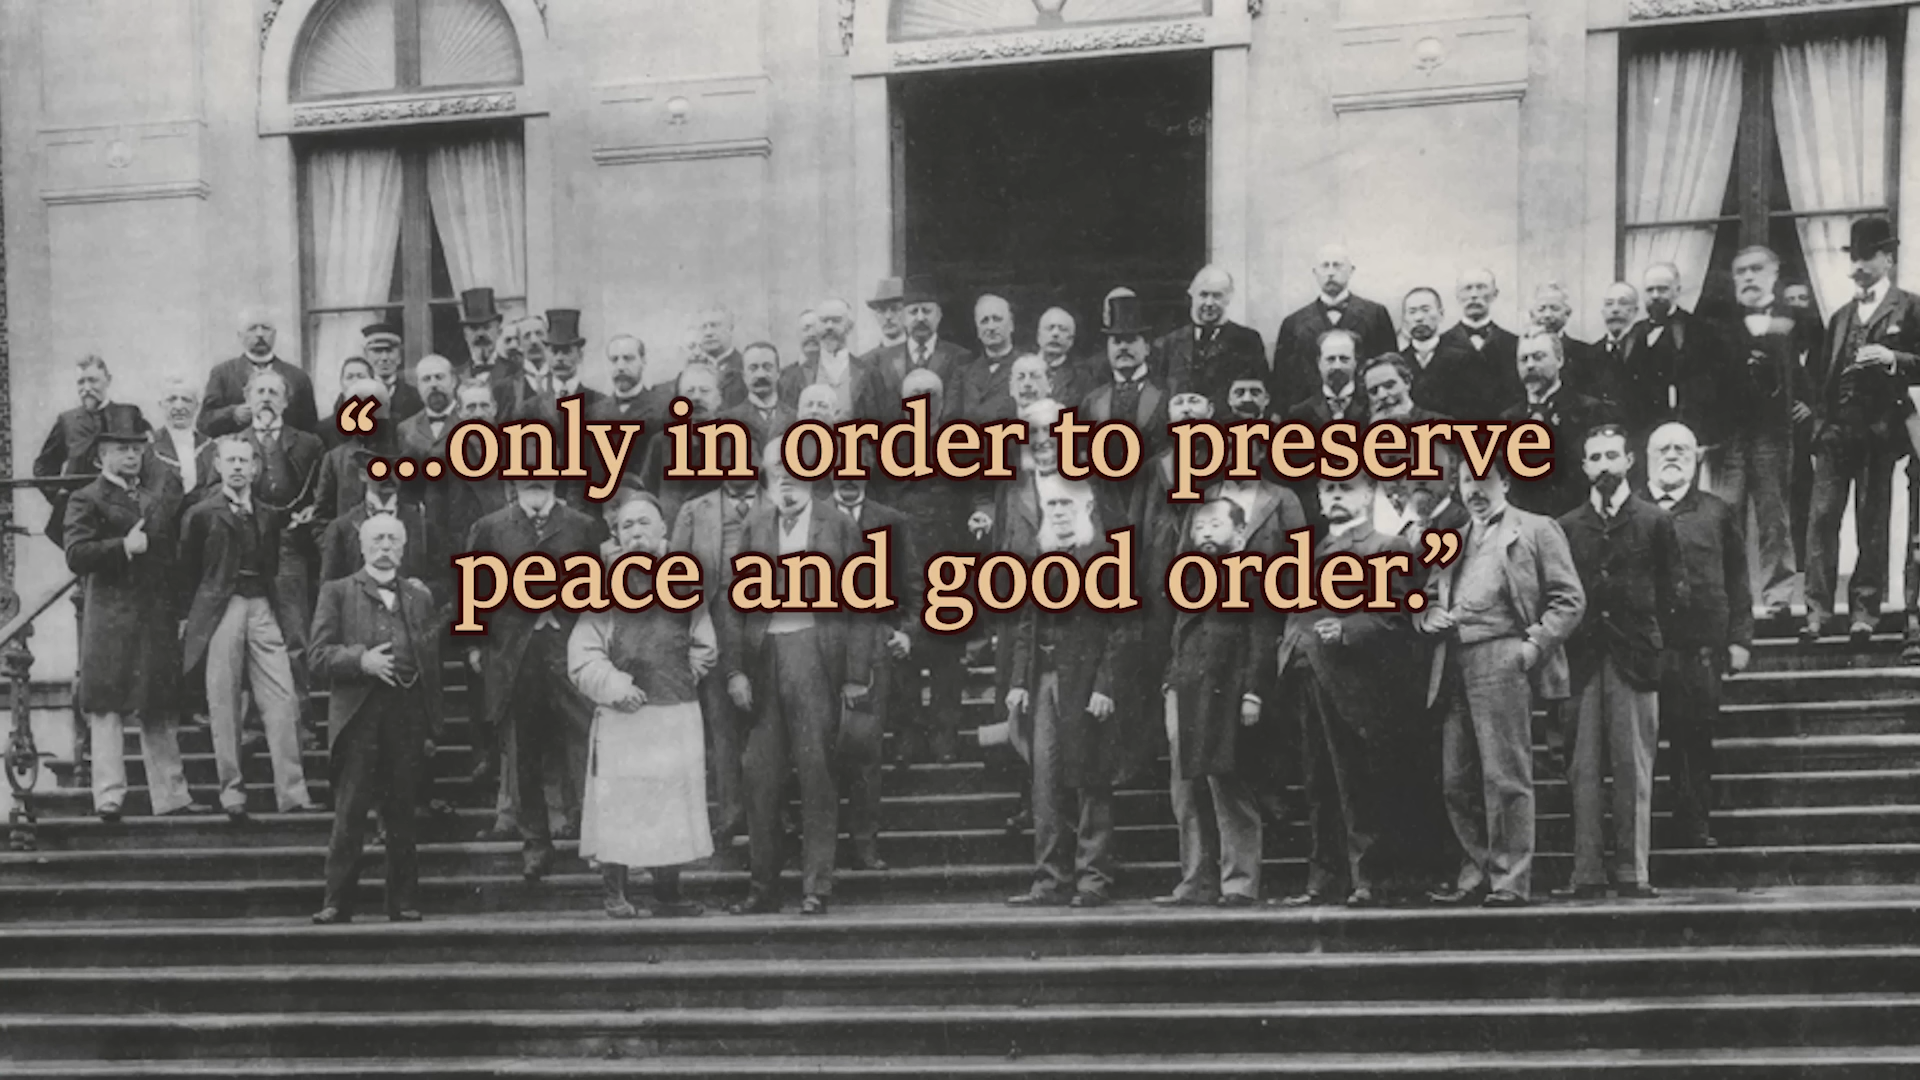 “…only in order to preserve
peace and good order.”